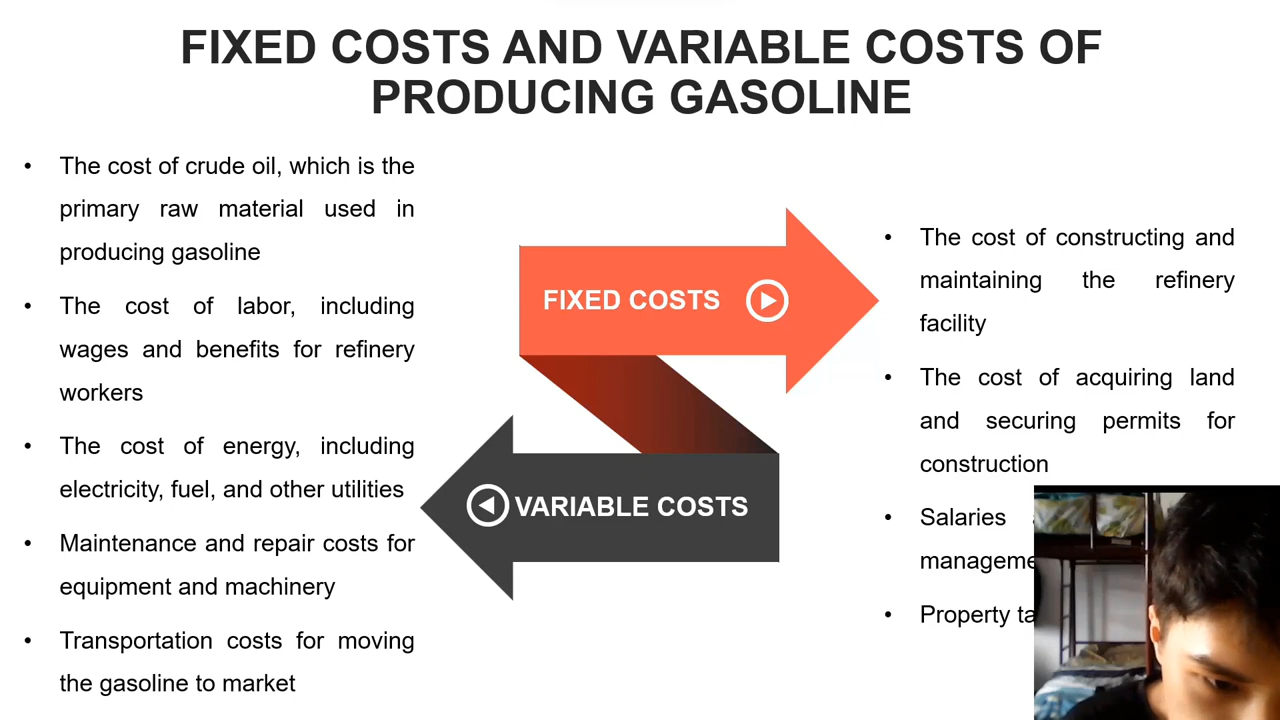 FIXED COSTS AND VARIABLE COSTS OF
PRODUCING GASOLINE
• The cost of crude oil, which is the
primary raw material used in
producing gasoline
• The cost of labor, including
wages and benefits for refinery
workers
• The cost of energy, including
electricity, fuel, and other utilities
• Maintenance and repair costs for
equipment and machinery
• Transportation costs for moving
the gasoline to market
FIXED COSTS
VARIABLE COSTS
• The cost of constructing and
maintaining the refinery
facility
• The cost of acquiring land
and securing permits for
construction
• Salaries
• Property